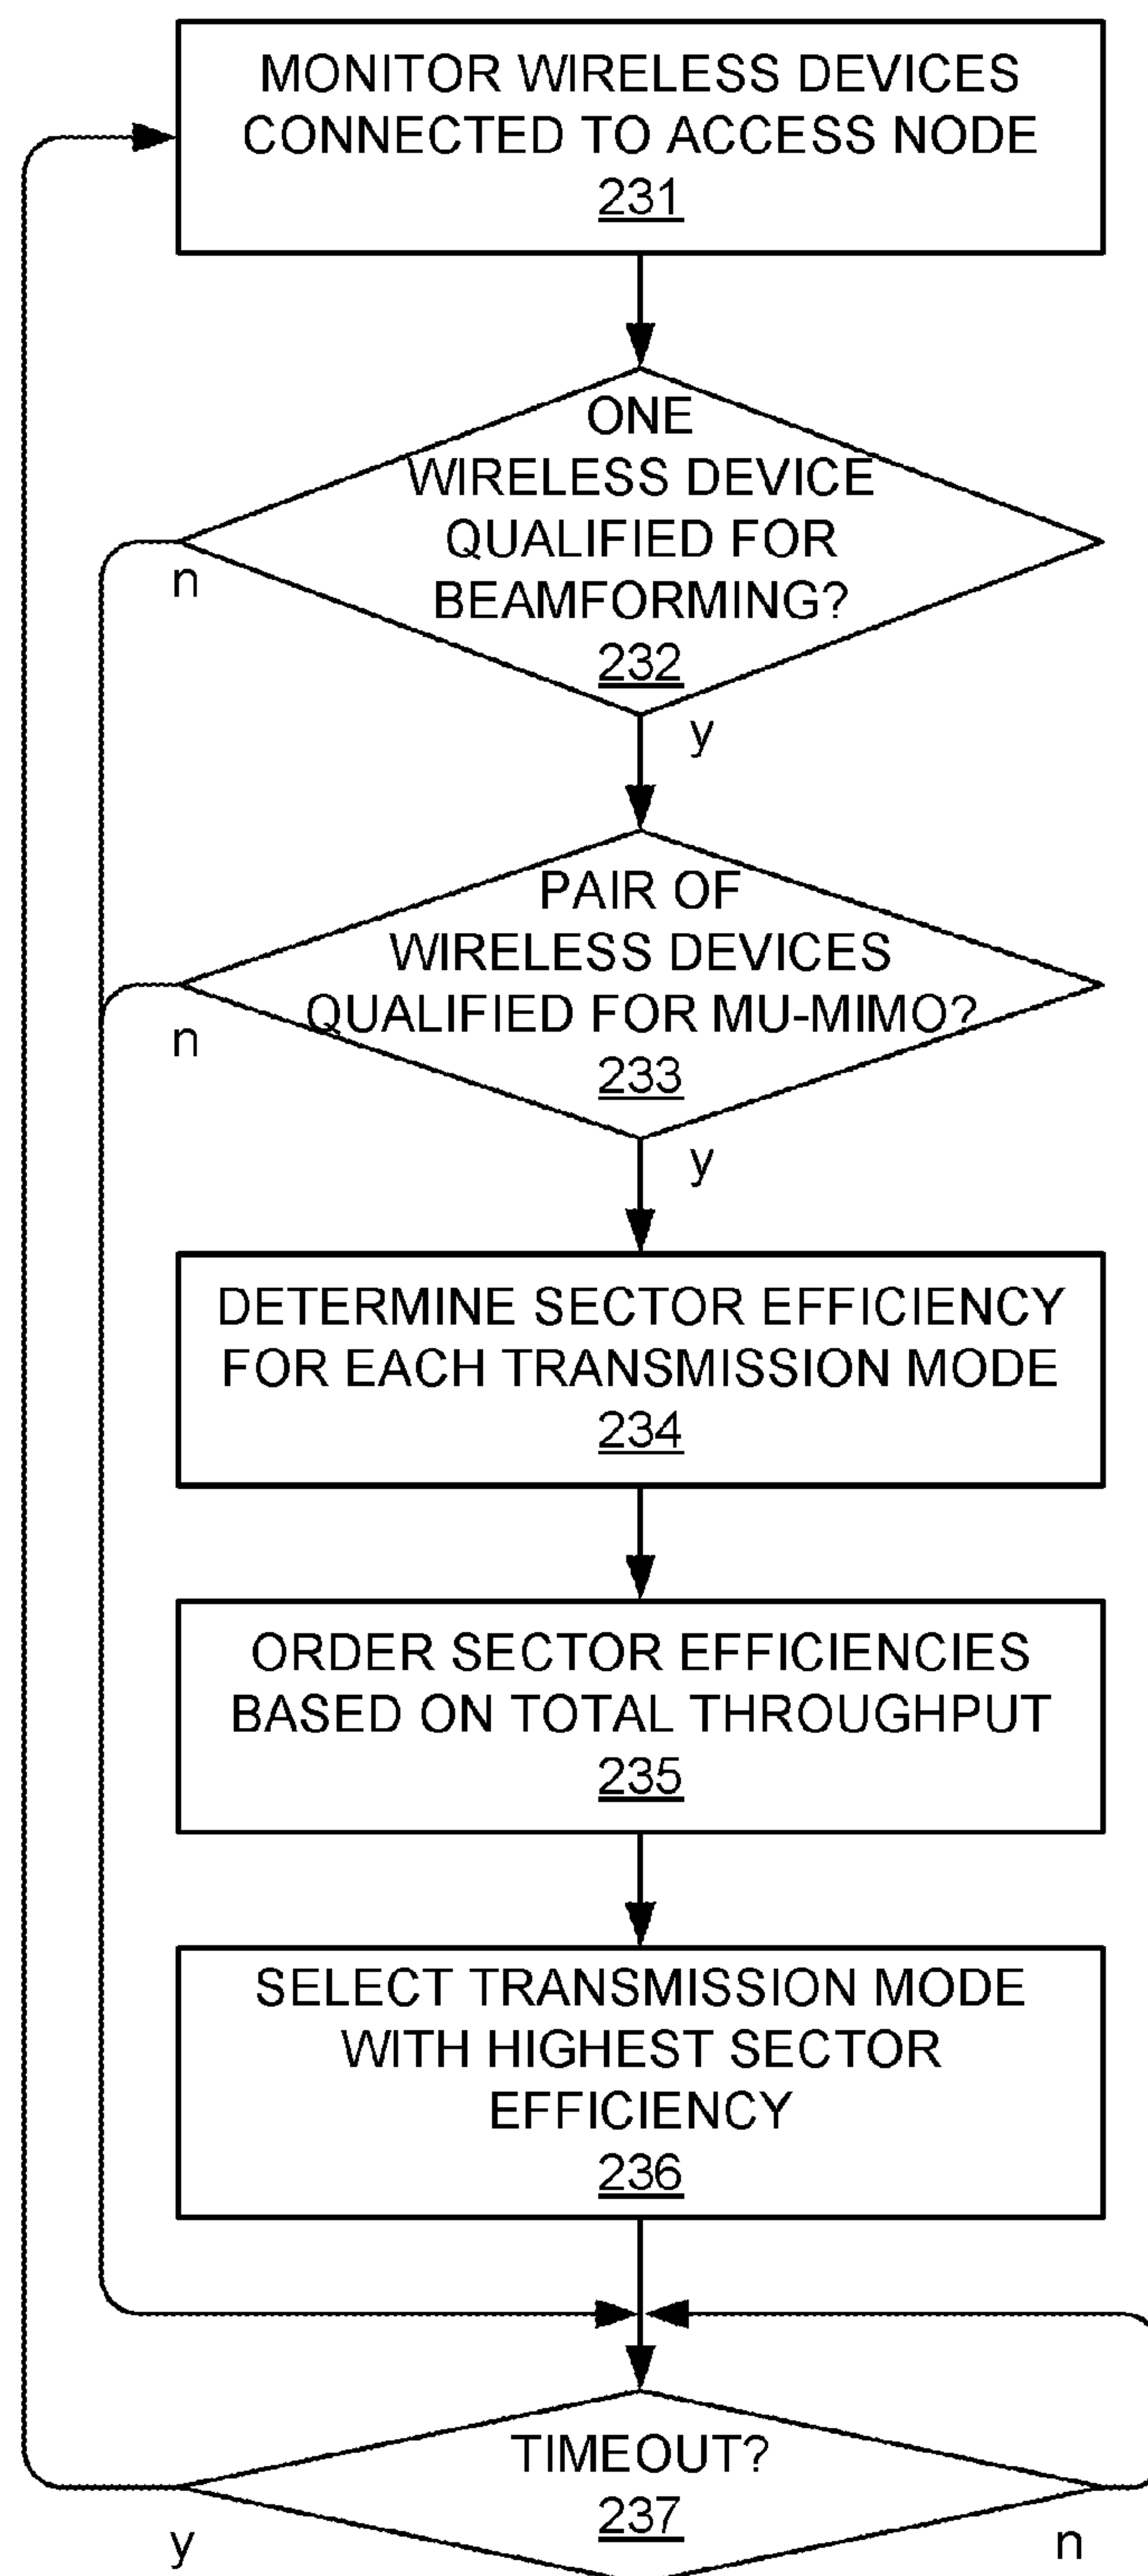 MONITOR WIRELESS DEVICES
CONNECTED TO ACCESS NODE
231
ONE
WIRELESS DEVICE
QUALIFIED FOR
BEAMFORMING?
232
n
y
PAIR OF
WIRELESS DEVICES
QUALIFIED FOR MU-MIMO?
233
n
y
DETERMINE SECTOR EFFICIENCY
FOR EACH TRANSMISSION MODE
234
ORDER SECTOR EFFICIENCIES
BASED ON TOTAL THROUGHPUT
235
SELECT TRANSMISSION MODE
WITH HIGHEST SECTOR
EFFICIENCY
236
TIMEOUT?
237
y
n